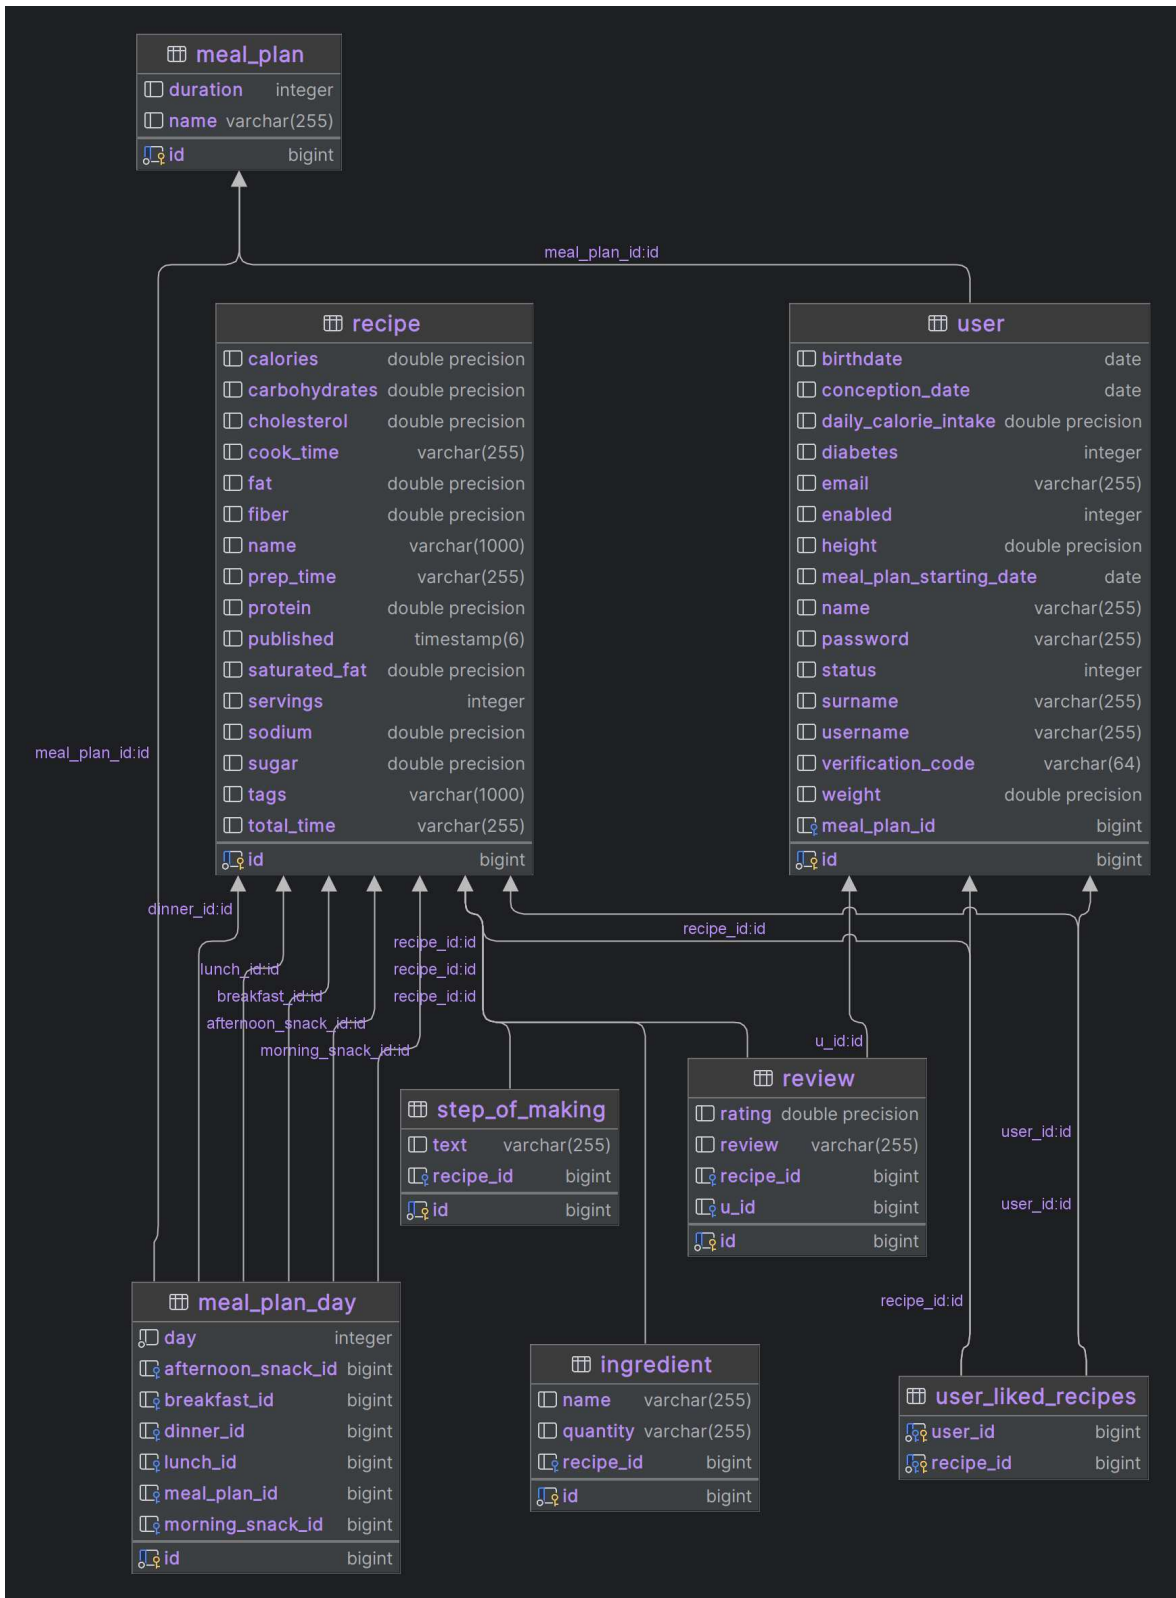 meal_plan
duration integer
name varchar(255)
id bigint
meal_plan_id:id
recipe
calories double precision
carbohydrates double precision
cholesterol double precision
cook_time varchar(255)
fat double precision
fiber double precision
name varchar(1000)
prep_time varchar(255)
protein double precision
published timestamp(6)
saturated_fat double precision
servings integer
sodium double precision
sugar double precision
tags varchar(1000)
total_time varchar(255)
id bigint
user
birthdate date
conception_date date
daily_calorie_intake double precision
diabetes integer
email varchar(255)
enabled integer
height double precision
meal_plan_starting_date date
name varchar(255)
password varchar(255)
status integer
surname varchar(255)
username varchar(255)
verification_code varchar(64)
weight double precision
meal_plan_id bigint
id bigint
meal_plan_id:id
dinner_id:id
lunch_id:id
breakfast_id:id
afternoon_snack_id:id
morning_snack_id:id
recipe_id:id
recipe_id:id
recipe_id:id
recipe_id:id
u_id:id
step_of_making
text varchar(255)
recipe_id bigint
id bigint
review
rating double precision
review varchar(255)
recipe_id bigint
u_id bigint
id bigint
user_id:id
user_id:id
recipe_id:id
meal_plan_day
day integer
afternoon_snack_id bigint
breakfast_id bigint
dinner_id bigint
lunch_id bigint
meal_plan_id bigint
morning_snack_id bigint
id bigint
ingredient
name varchar(255)
quantity varchar(255)
recipe_id bigint
id bigint
user_liked_recipes
user_id bigint
recipe_id bigint